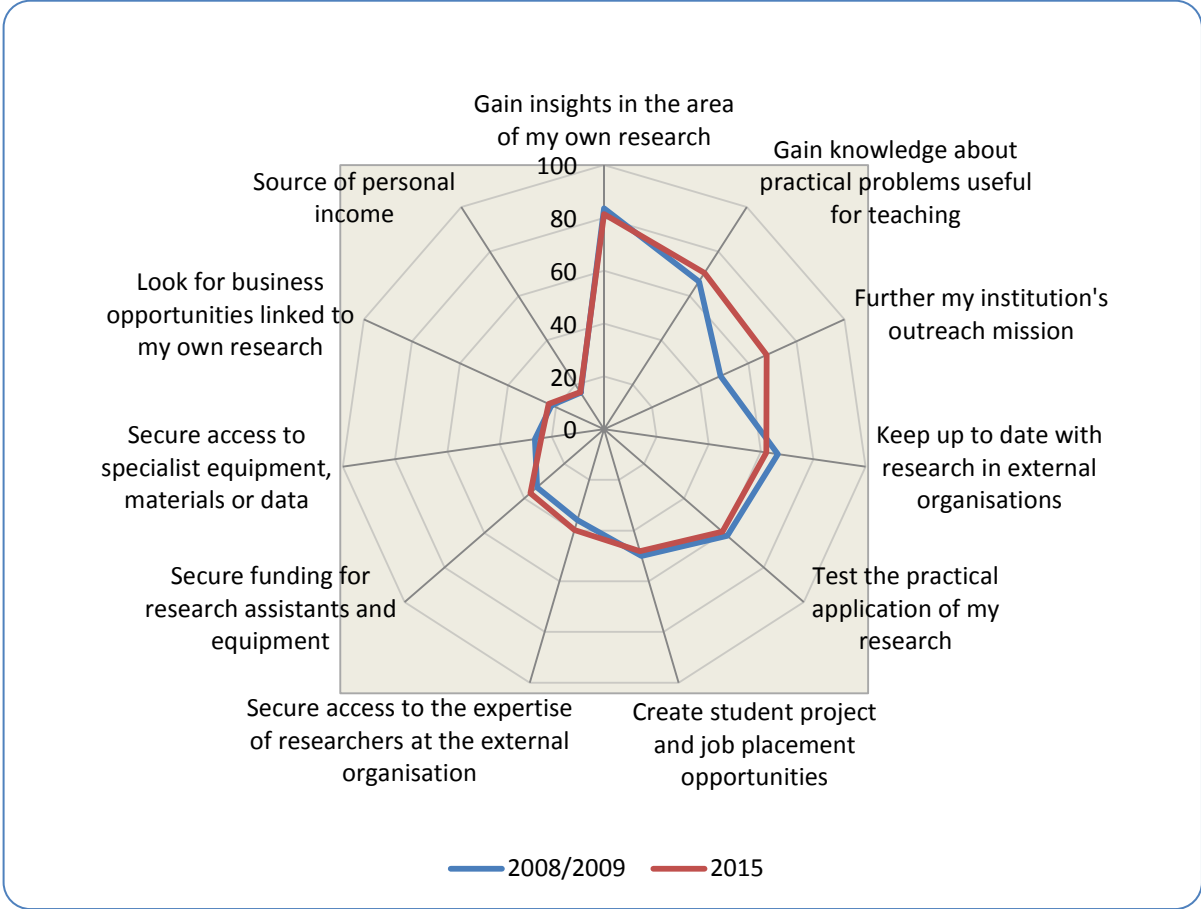 Gain insights in the area
of my own research
Gain knowledge about
practical problems useful
for teaching
Further my institution's
outreach mission
Keep up to date with
research in external
organisations
Test the practical
application of my
research
Create student project
and job placement
opportunities
Secure access to the expertise
of researchers at the external
organisation
Secure funding for
research assistants and
equipment
Secure access to
specialist equipment,
materials or data
Look for business
opportunities linked to
my own research
Source of personal
income
100
80
60
40
20
0
2008/2009
2015